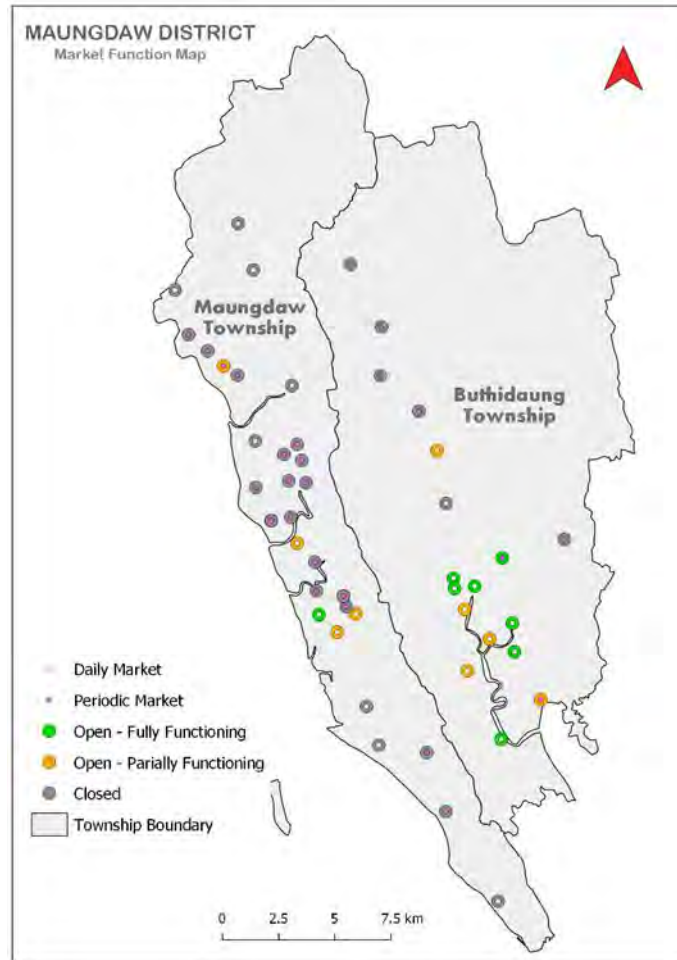 MAUNGDAW DISTRICT
Market Function Map
Maungdaw
Township
Buthidaung
Township
Daily Market
Periodic Market
Open - Fully Functioning
Open - Parially Functioning
Closed
Township Boundary
0 2.5 5 7.5 km